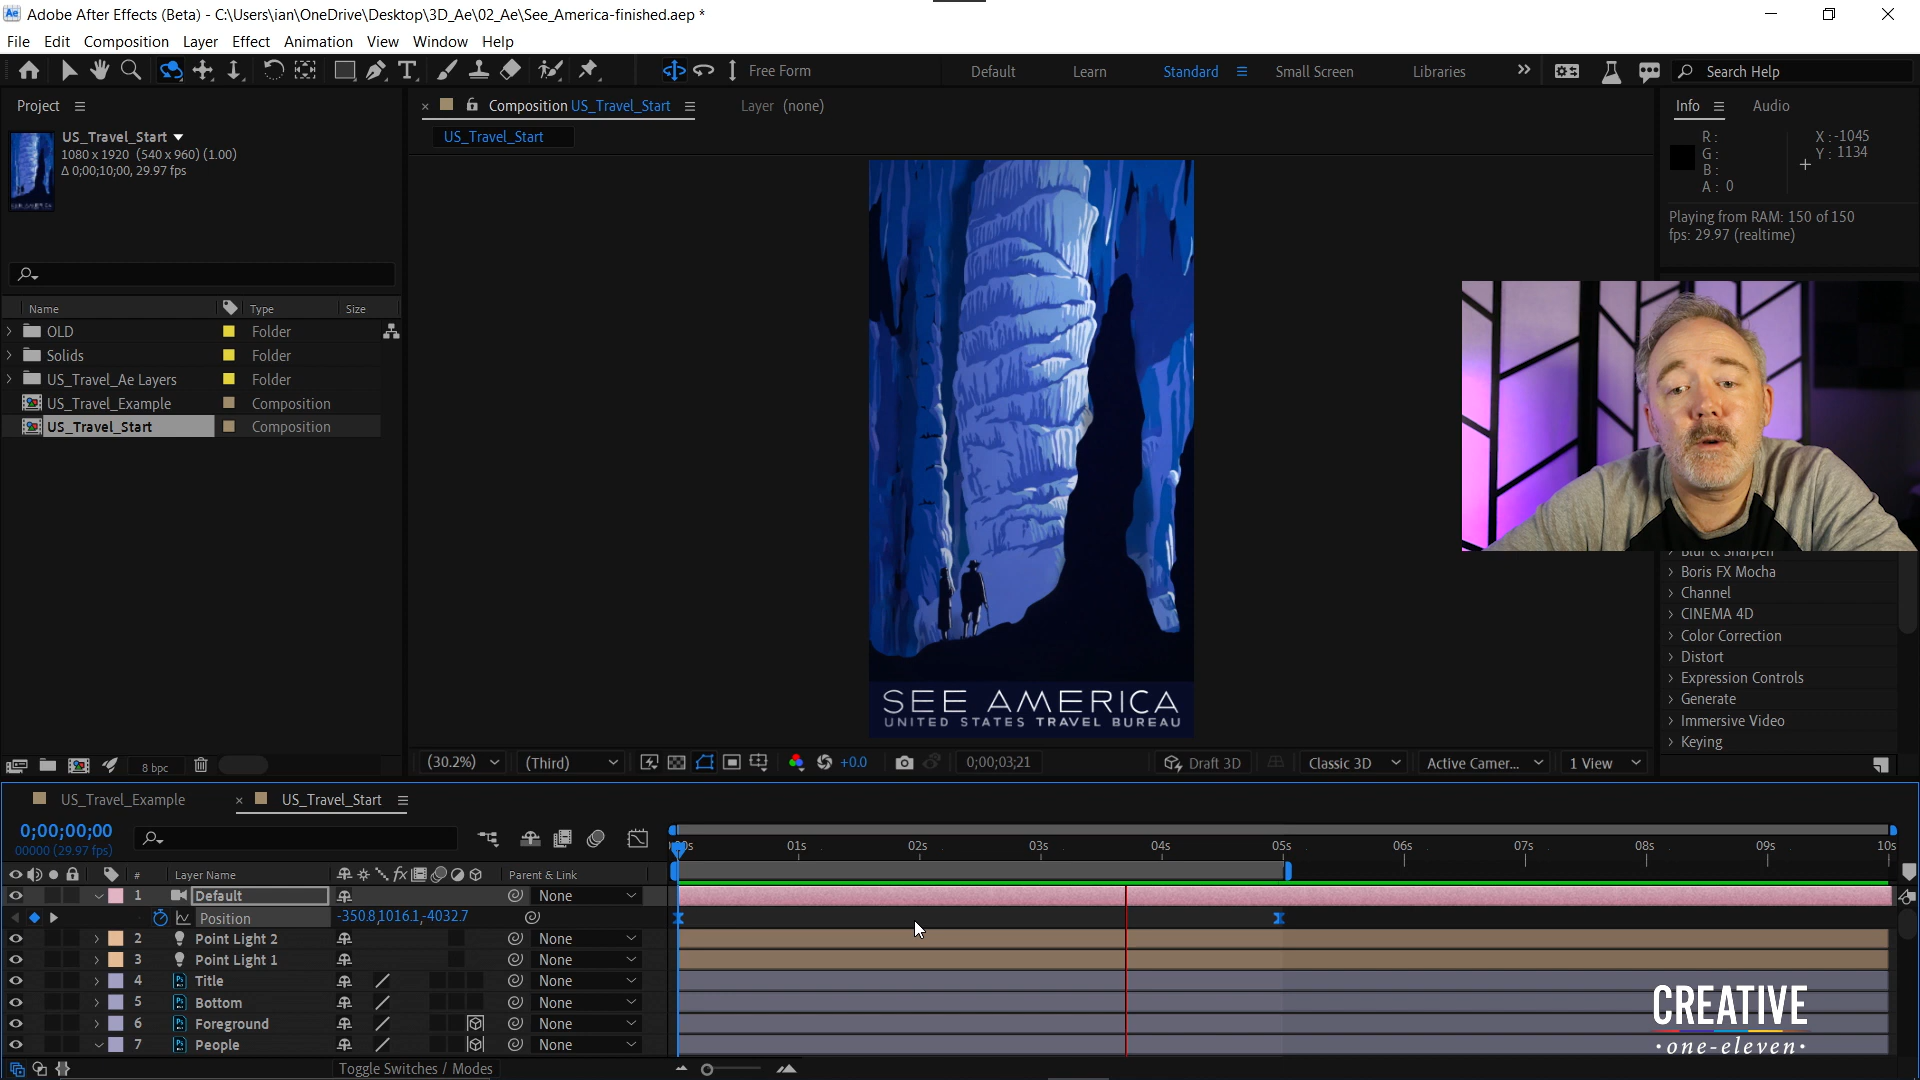 Ae Adobe After Effects (Beta) - C:\Users\ian\OneDrive\Desktop\3D_Ae\02_Ae\See_America-finished.aep *
File Edit Composition Layer Effect Animation View Window Help
Free Form Default Learn Standard Small Screen Libraries Search Help
Project
US_Travel_Start
1080 x 1920 (540 x 960) (1.00)
Δ 0;00;10;00, 29.97 fps
Name Type Size
OLD Folder
Solids Folder
US_Travel_Ae Layers Folder
US_Travel_Example Composition
US_Travel_Start Composition
8 bpc
Composition US_Travel_Start Layer (none)
US_Travel_Start
SEE AMERICA
UNITED STATES TRAVEL BUREAU
(30.2%) (Third) +0.0 0;00;03;21 Draft 3D Classic 3D Active Camer... 1 View
Info Audio
R : X : -1045
G : Y : 1134
B :
A : 0
Playing from RAM: 150 of 150
fps: 29.97 (realtime)
Blur & Sharpen
Boris FX Mocha
Channel
CINEMA 4D
Color Correction
Distort
Expression Controls
Generate
Immersive Video
Keying
US_Travel_Example US_Travel_Start
0;00;00;00
00000 (29.97 fps)
01s 02s 03s 04s 05s 06s 07s 08s 09s 10s
# Layer Name fx Parent & Link
1 Default None
Position -350.8,1016.1,-4032.7
2 Point Light 2 None
3 Point Light 1 None
4 Ps Title None
5 Ps Bottom None
6 Ps Foreground None
7 Ps People None
Toggle Switches / Modes
CREATIVE
·one-eleven·